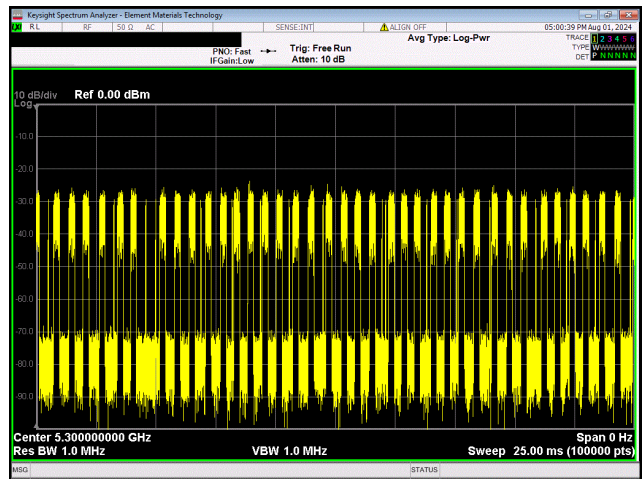 Keysight Spectrum Analyzer - Element Materials Technology
RL RF 50 Ω AC SENSE:INT ALIGN OFF 05:00:39 PM Aug 01, 2024
Avg Type: Log-Pwr TRACE 1 2 3 4 5 6
PNO: Fast Trig: Free Run TYPE WWWWWW
IFGain:Low Atten: 10 dB DET P N N N N N
10 dB/div Ref 0.00 dBm
Log
-10.0
-20.0
-30.0
-40.0
-50.0
-60.0
-70.0
-80.0
-90.0
Center 5.300000000 GHz Span 0 Hz
Res BW 1.0 MHz VBW 1.0 MHz Sweep 25.00 ms (100000 pts)
MSG STATUS